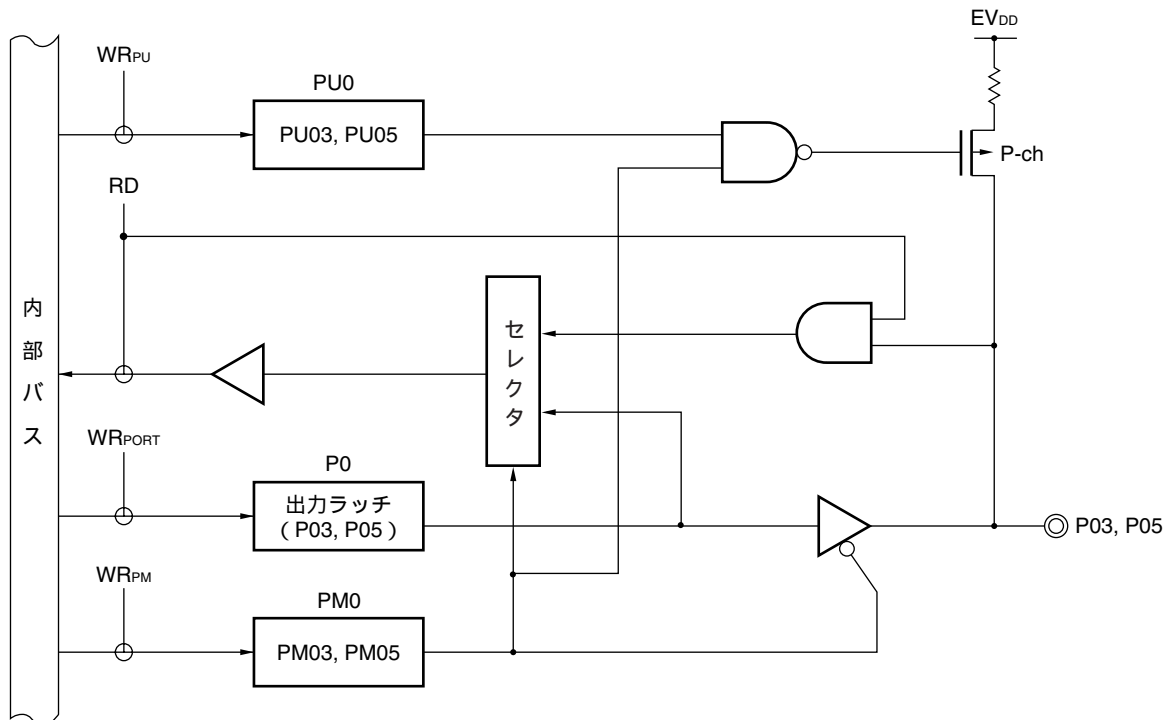 EVDD
WRPU
PU0
PU03, PU05
P-ch
RD
内部バス
セレクタ
WRPORT
P0
出力ラッチ
( P03, P05 )
P03, P05
WRPM
PM0
PM03, PM05